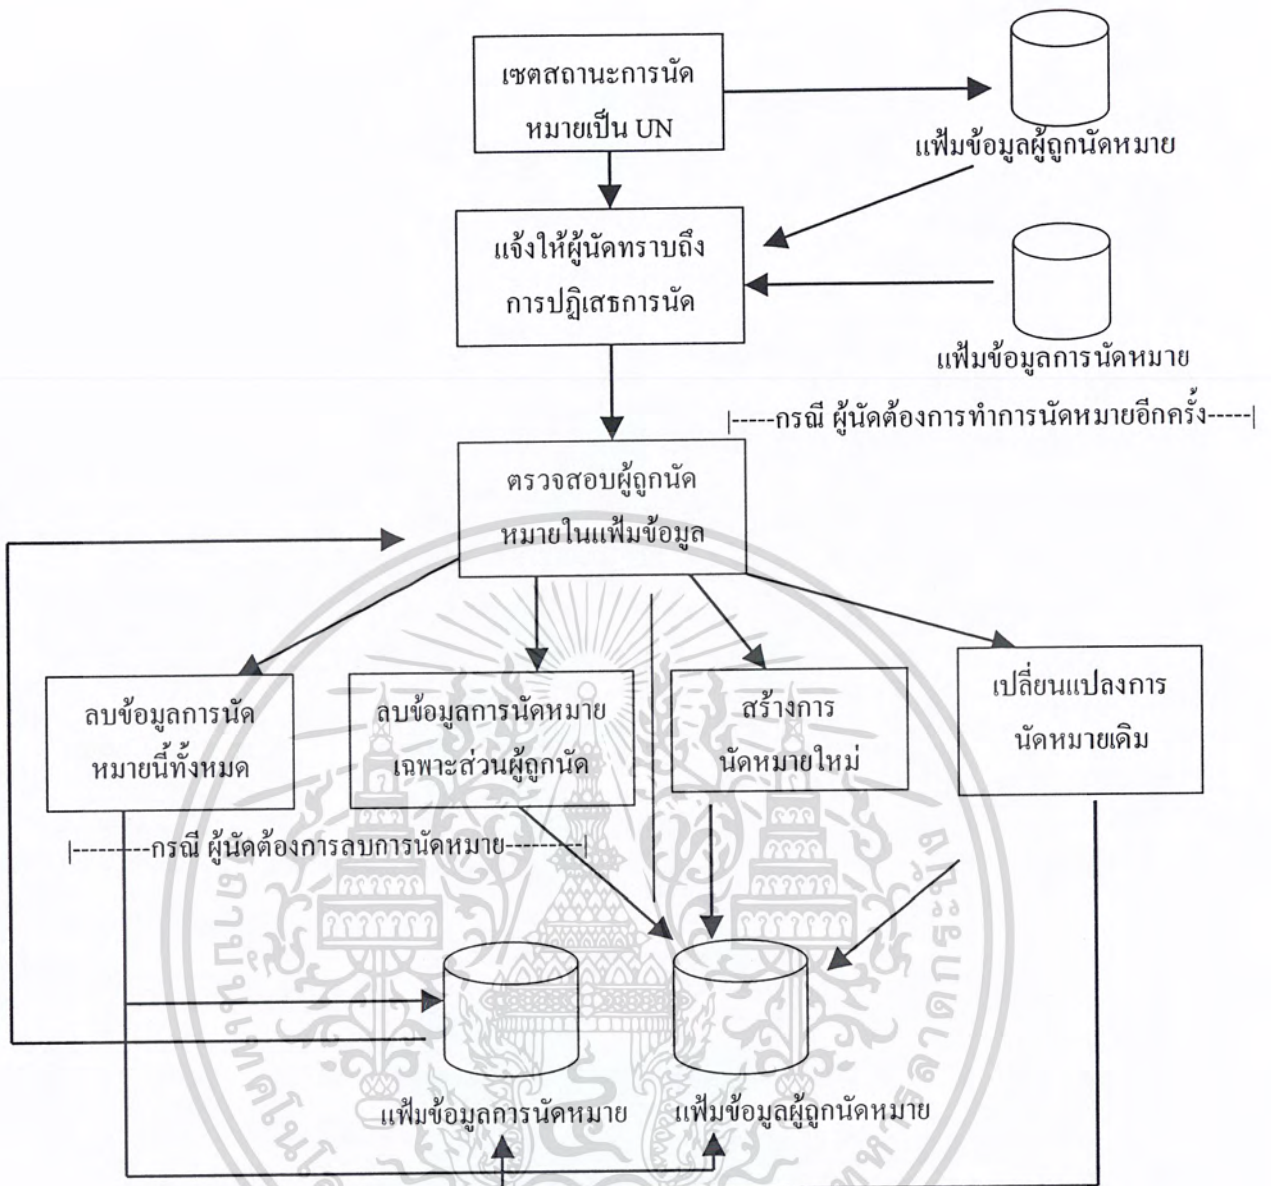 เซตสถานะการนัด
หมายเป็น UN
แฟ้มข้อมูลผู้ถูกนัดหมาย
แจ้งให้ผู้นัดทราบถึง
การปฏิเสธการนัด
แฟ้มข้อมูลการนัดหมาย
|-----กรณี ผู้นัดต้องการทำการนัดหมายอีกครั้ง-----|
ตรวจสอบผู้ถูกนัด
หมายในแฟ้มข้อมูล
ลบข้อมูลการนัด
หมายนี้ทั้งหมด
ลบข้อมูลการนัดหมาย
เฉพาะส่วนผู้ถูกนัด
สร้างการ
นัดหมายใหม่
เปลี่ยนแปลงการ
นัดหมายเดิม
|---------กรณี ผู้นัดต้องการลบการนัดหมาย---------|
แฟ้มข้อมูลการนัดหมาย
แฟ้มข้อมูลผู้ถูกนัดหมาย